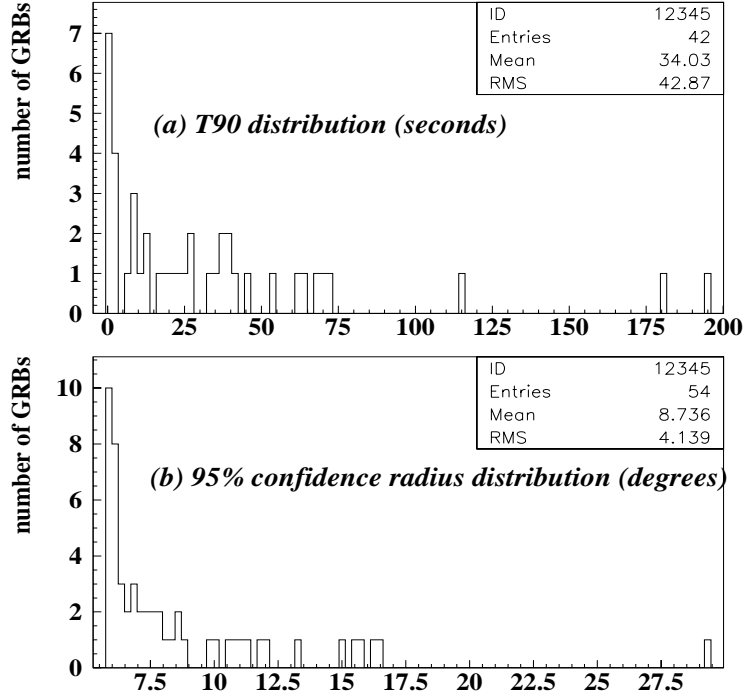 number of GRBs
7
6
5
4
3
2
1
0
ID 12345
Entries 42
Mean 34.03
RMS 42.87
(a) T90 distribution (seconds)
0 25 50 75 100 125 150 175 200
number of GRBs
10
8
6
4
2
0
ID 12345
Entries 54
Mean 8.736
RMS 4.139
(b) 95% confidence radius distribution (degrees)
7.5 10 12.5 15 17.5 20 22.5 25 27.5